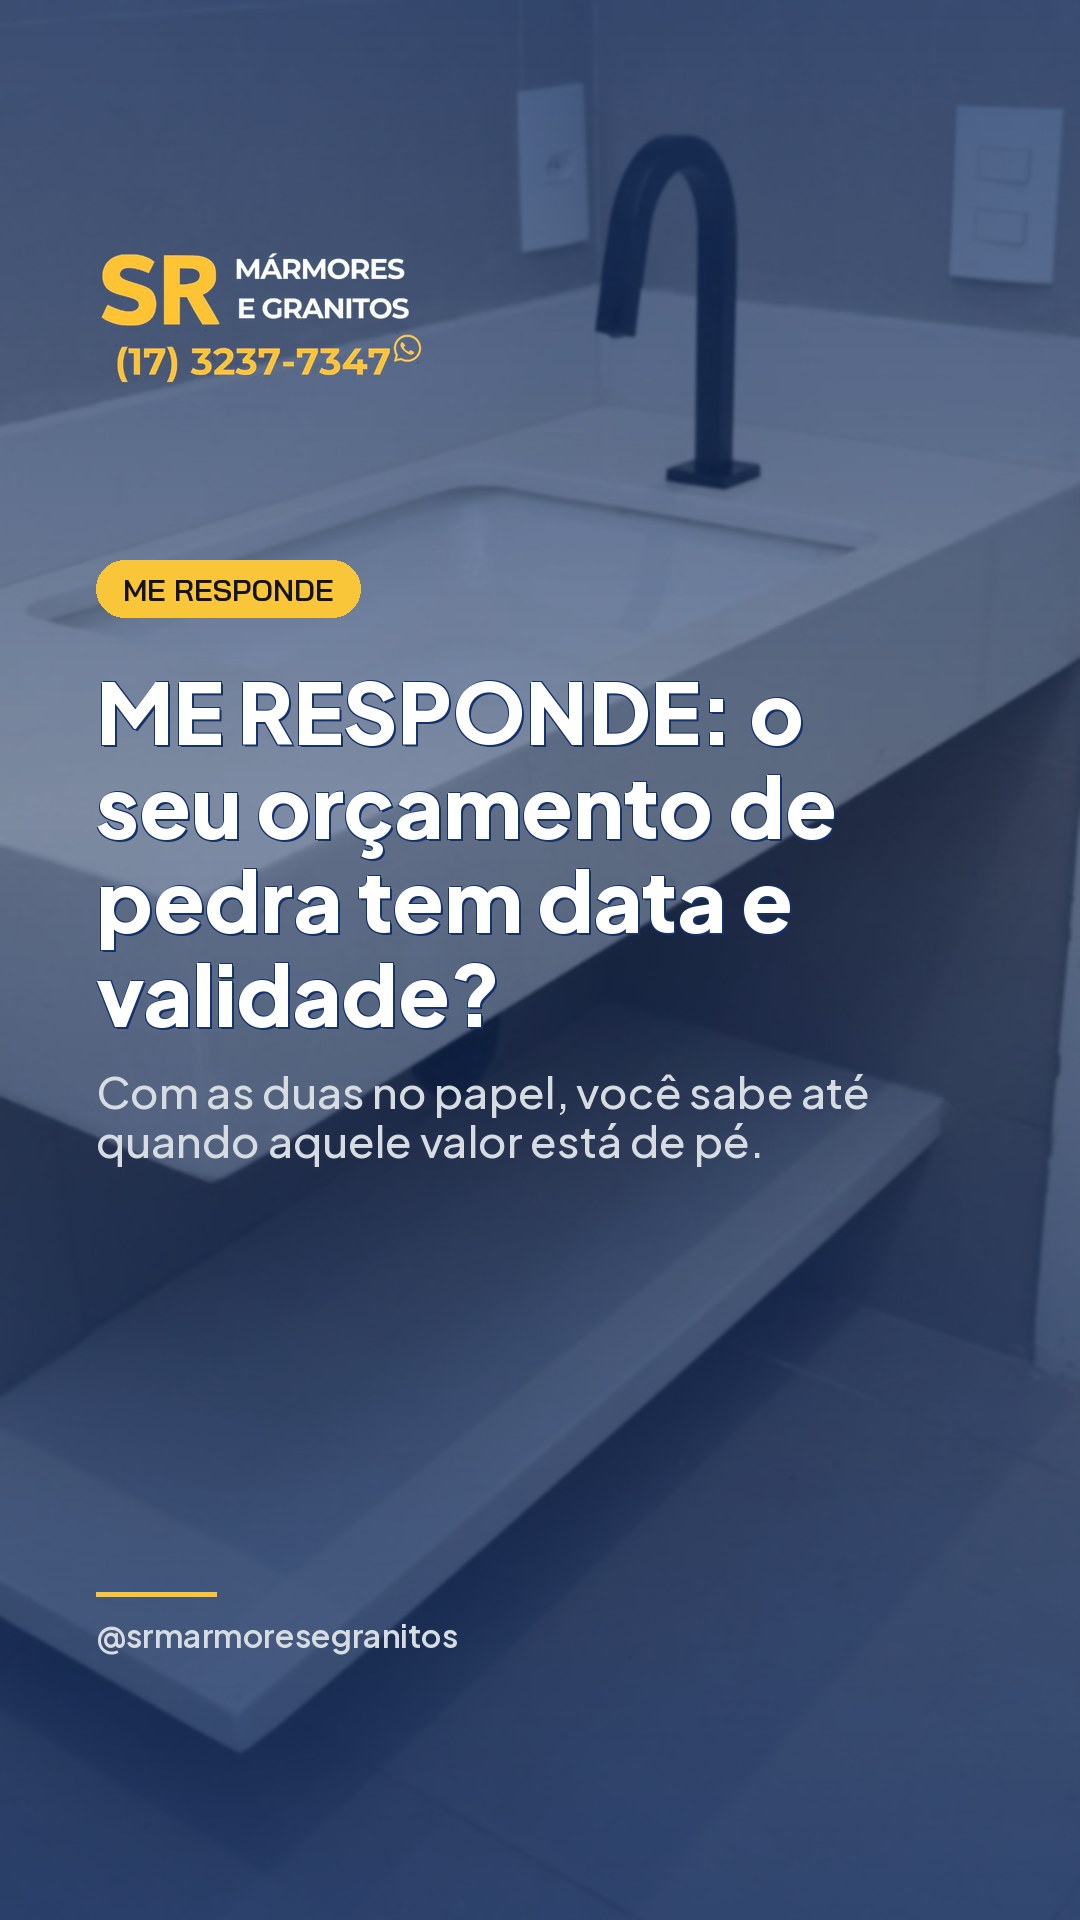 SR MÁRMORES
E GRANITOS
(17) 3237-7347
ME RESPONDE
ME RESPONDE: o
seu orçamento de
pedra tem data e
validade?
Com as duas no papel, você sabe até
quando aquele valor está de pé.
@srmarmoresegranitos